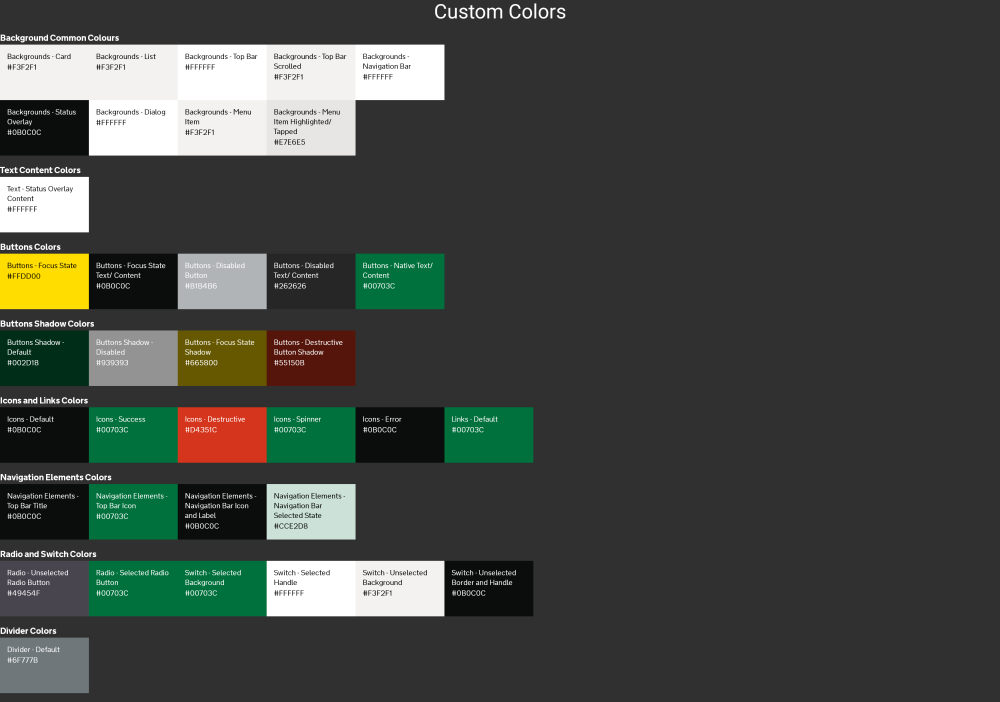 Custom Colors
Background Common Colours
Backgrounds - Card
#F3F2F1
Backgrounds - List
#F3F2F1
Backgrounds - Top Bar
#FFFFFF
Backgrounds - Top Bar
Scrolled
#F3F2F1
Backgrounds -
Navigation Bar
#FFFFFF
Backgrounds - Status
Overlay
#0B0C0C
Backgrounds - Dialog
#FFFFFF
Backgrounds - Menu
Item
#F3F2F1
Backgrounds - Menu
Item Highlighted/
Tapped
#E7E6E5
Text Content Colors
Text - Status Overlay
Content
#FFFFFF
Buttons Colors
Buttons - Focus State
#FFDD00
Buttons - Focus State
Text/ Content
#0B0C0C
Buttons - Disabled
Button
#B1B4B6
Buttons - Disabled
Text/ Content
#262626
Buttons - Native Text/
Content
#00703C
Buttons Shadow Colors
Buttons Shadow -
Default
#002D18
Buttons Shadow -
Disabled
#939393
Buttons - Focus State
Shadow
#665800
Buttons - Destructive
Button Shadow
#55150B
Icons and Links Colors
Icons - Default
#0B0C0C
Icons - Success
#00703C
Icons - Destructive
#D4351C
Icons - Spinner
#00703C
Icons - Error
#0B0C0C
Links - Default
#00703C
Navigation Elements Colors
Navigation Elements -
Top Bar Title
#0B0C0C
Navigation Elements -
Top Bar Icon
#00703C
Navigation Elements -
Navigation Bar Icon
and Label
#0B0C0C
Navigation Elements -
Navigation Bar
Selected State
#CCE2D8
Radio and Switch Colors
Radio - Unselected
Radio Button
#49454F
Radio - Selected Radio
Button
#00703C
Switch - Selected
Background
#00703C
Switch - Selected
Handle
#FFFFFF
Switch - Unselected
Background
#F3F2F1
Switch - Unselected
Border and Handle
#0B0C0C
Divider Colors
Divider - Default
#6F777B